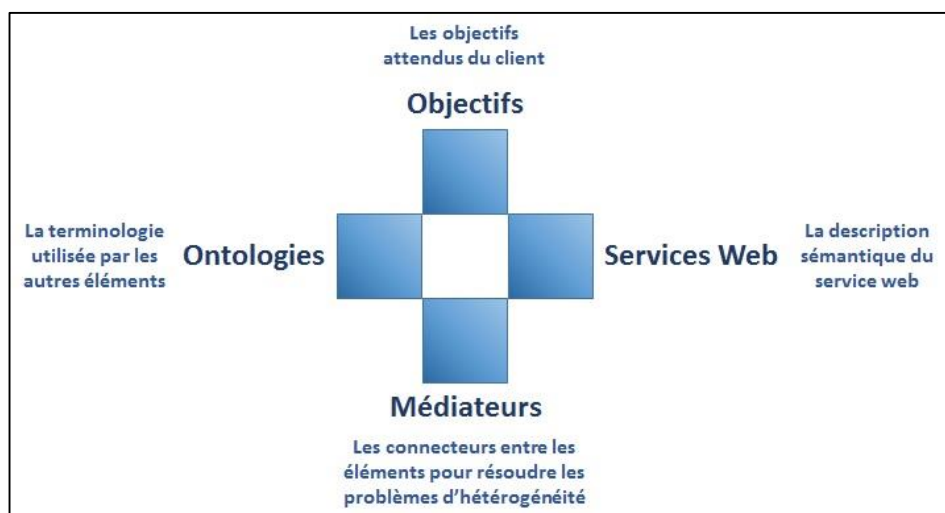 Les objectifs
attendus du client
Objectifs
La terminologie
utilisée par les
autres éléments
Ontologies
Services Web
La description
sémantique du
service web
Médiateurs
Les connecteurs entre les
éléments pour résoudre les
problèmes d'hétérogénéité